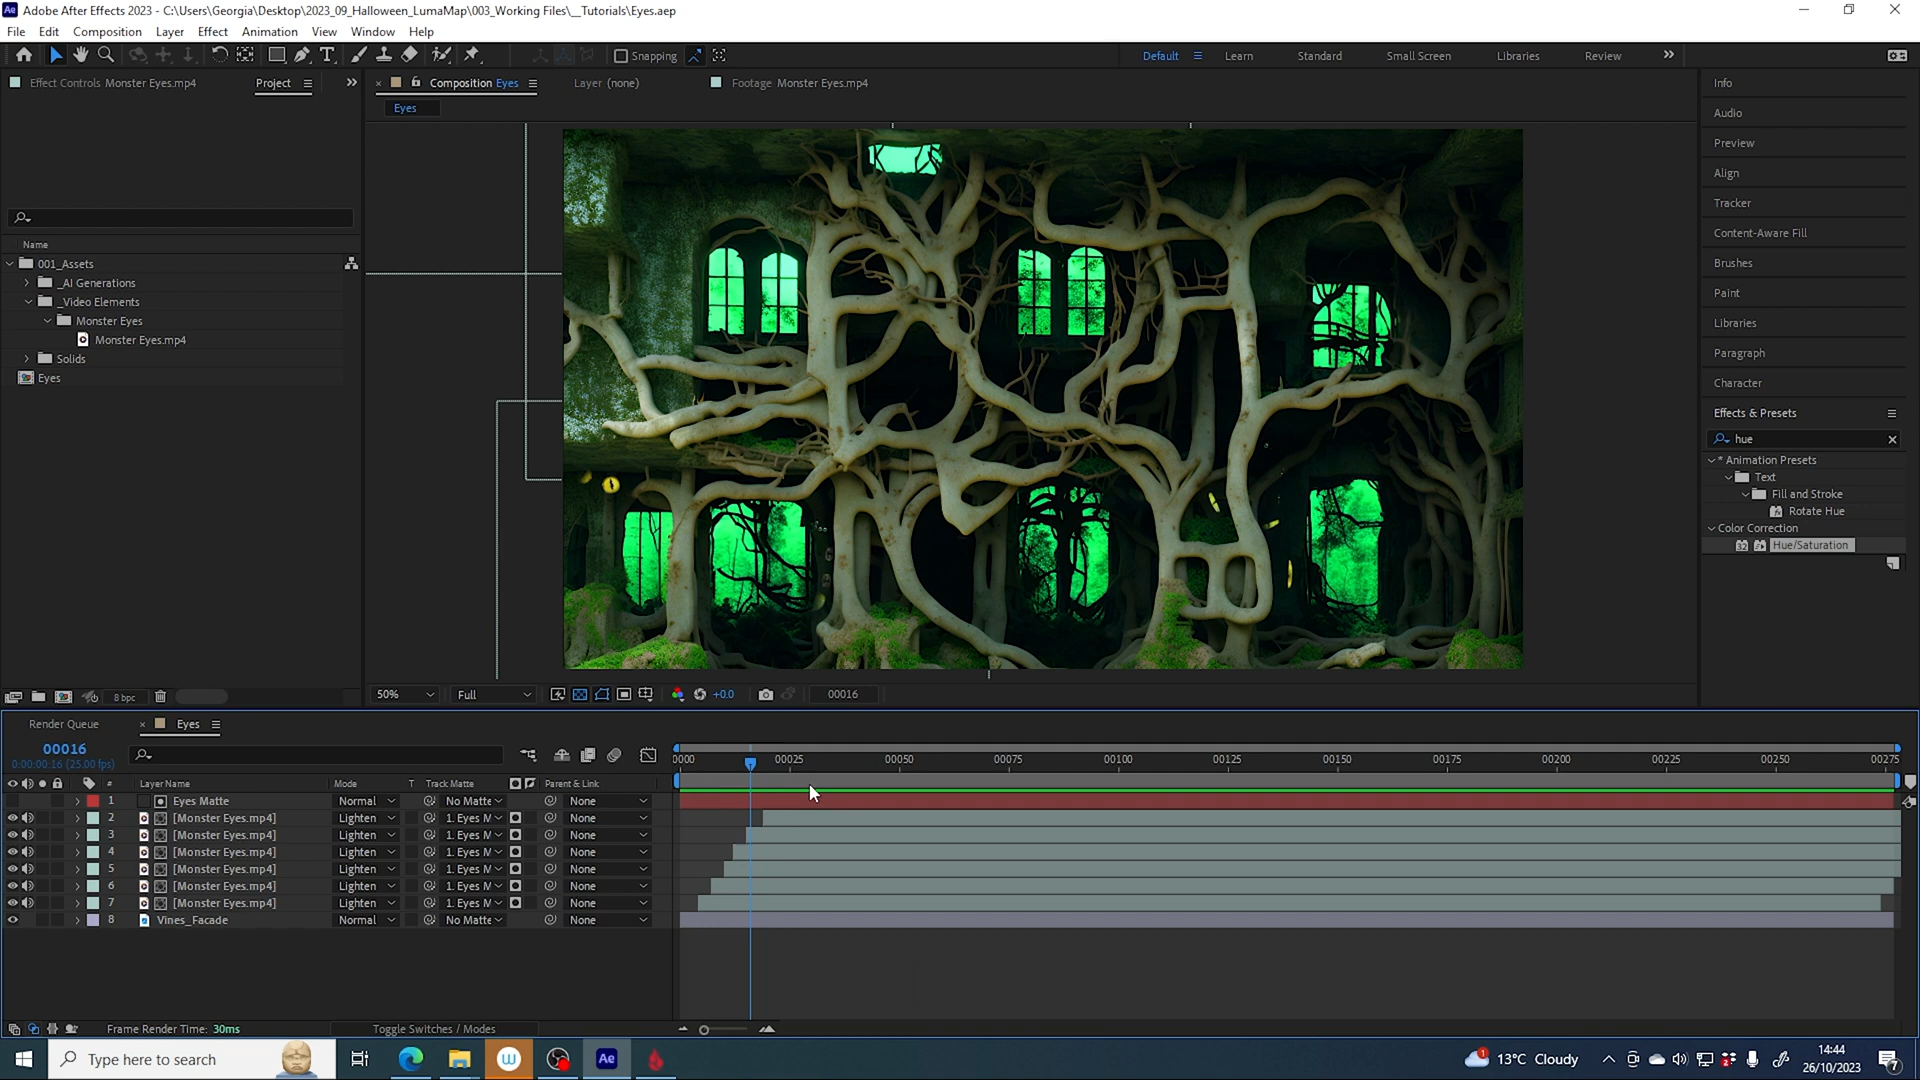 Adobe After Effects 2023 - C:\Users\Georgia\Desktop\2023_09_Halloween_LumaMap\003_Working Files\__Tutorials\Eyes.aep
File Edit Composition Layer Effect Animation View Window Help
Snapping Default Learn Standard Small Screen Libraries Review
Effect Controls Monster Eyes.mp4 Project Composition Eyes Layer (none) Footage Monster Eyes.mp4
Eyes
Name
001_Assets
_AI Generations
_Video Elements
Monster Eyes
Monster Eyes.mp4
Solids
Eyes
8 bpc
50% Full +0.0 00016
Info
Audio
Preview
Align
Tracker
Content-Aware Fill
Brushes
Paint
Libraries
Paragraph
Character
Effects & Presets
hue
* Animation Presets
Text
Fill and Stroke
Rotate Hue
Color Correction
32 Hue/Saturation
Render Queue Eyes
00016
0:00:00:16 (25.00 fps)
0000 00025 00050 00075 00100 00125 00150 00175 00200 00225 00250 00275
# Layer Name Mode T Track Matte Parent & Link
1 Eyes Matte Normal No Matte None
2 [Monster Eyes.mp4] Lighten 1. Eyes M None
3 [Monster Eyes.mp4] Lighten 1. Eyes M None
4 [Monster Eyes.mp4] Lighten 1. Eyes M None
5 [Monster Eyes.mp4] Lighten 1. Eyes M None
6 [Monster Eyes.mp4] Lighten 1. Eyes M None
7 [Monster Eyes.mp4] Lighten 1. Eyes M None
8 Vines_Facade Normal No Matte None
Frame Render Time: 30ms Toggle Switches / Modes
Type here to search
Ae
1 13°C Cloudy
14:44
26/10/2023
7